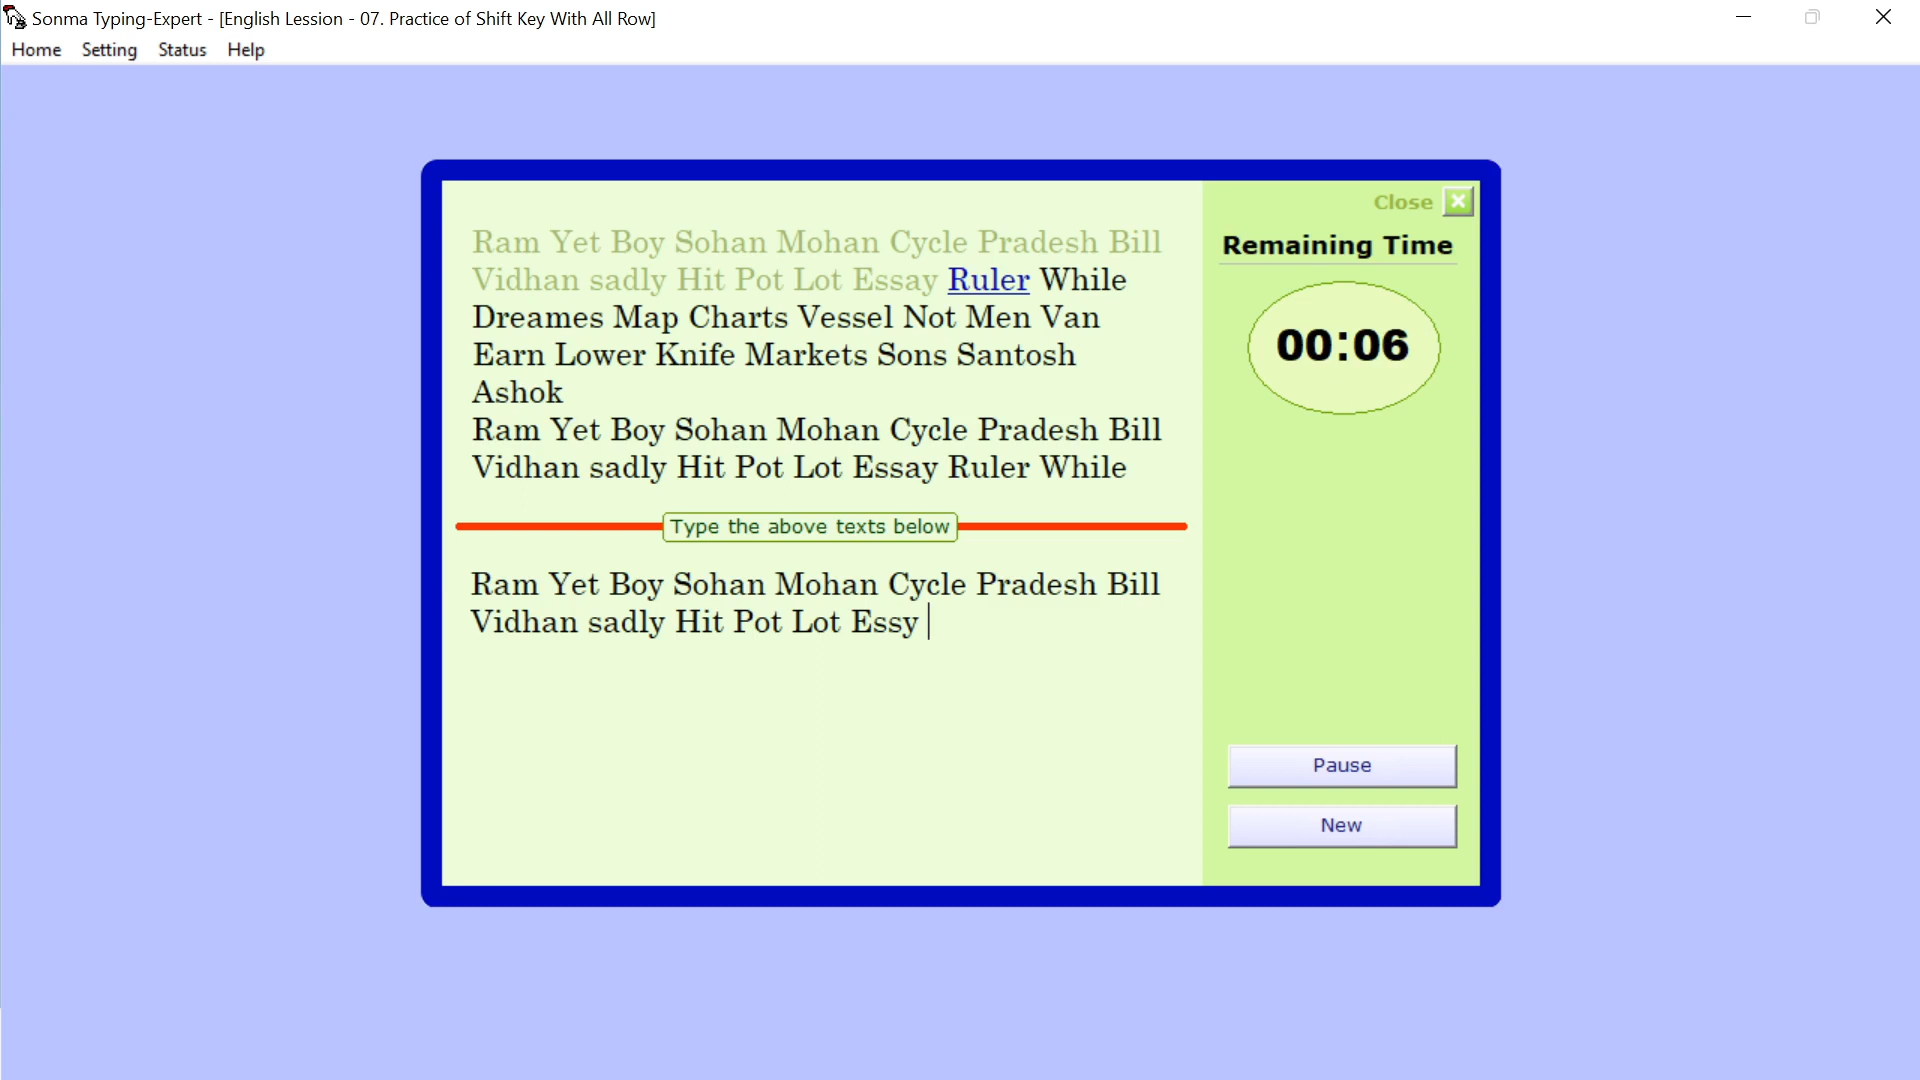 Sonma Typing-Expert - [English Lession - 07. Practice of Shift Key With All Row]
Home Setting Status Help
Close
Remaining Time
00:06
Ram Yet Boy Sohan Mohan Cycle Pradesh Bill
Vidhan sadly Hit Pot Lot Essay Ruler While
Dreames Map Charts Vessel Not Men Van
Earn Lower Knife Markets Sons Santosh
Ashok
Ram Yet Boy Sohan Mohan Cycle Pradesh Bill
Vidhan sadly Hit Pot Lot Essay Ruler While
Type the above texts below
Ram Yet Boy Sohan Mohan Cycle Pradesh Bill
Vidhan sadly Hit Pot Lot Essy
Pause
New